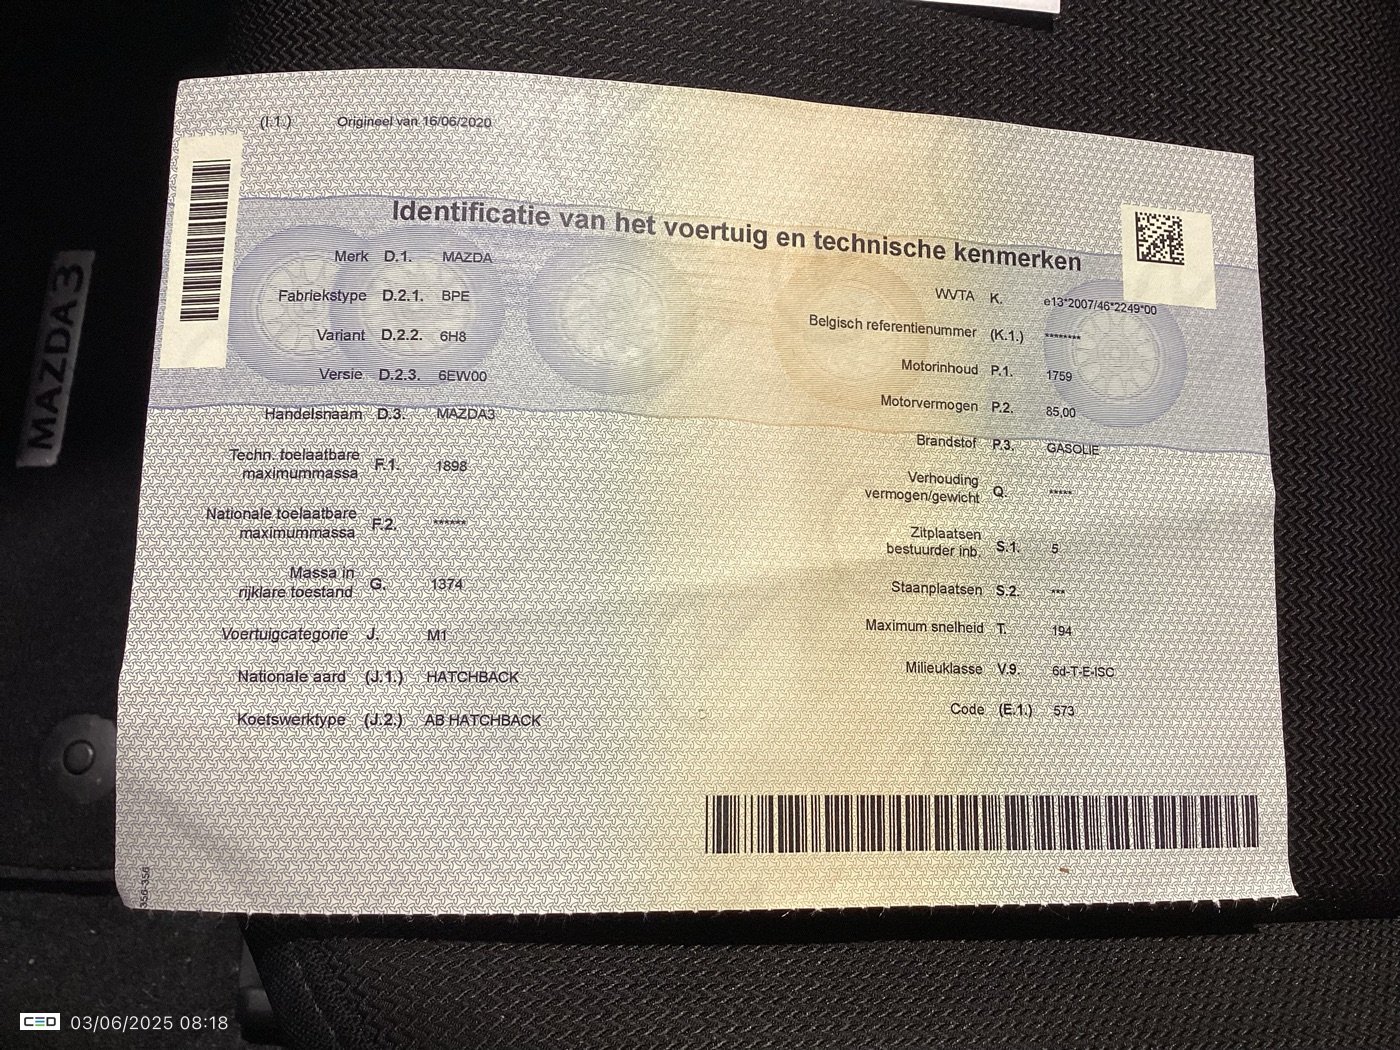 (I.1.) Origineel van 16/06/2020
Identificatie van het voertuig en technische kenmerken
Merk D.1. MAZDA
Fabriekstype D.2.1. BPE
Variant D.2.2. 6H8
Versie D.2.3. 6EW00
Handelsnaam D.3. MAZDA3
Techn. toelaatbare
maximummassa F.1. 1898
Nationale toelaatbare
maximummassa F.2. ******
Massa in
rijklare toestand G. 1374
Voertuigcategorie J. M1
Nationale aard (J.1.) HATCHBACK
Koetswerktype (J.2.) AB HATCHBACK
WVTA K. e13*2007/46*2249*00
Belgisch referentienummer (K.1.) ********
Motorinhoud P.1. 1759
Motorvermogen P.2. 85,00
Brandstof P.3. GASOLIE
Verhouding
vermogen/gewicht Q. *****
Zitplaatsen
bestuurder inb. S.1. 5
Staanplaatsen S.2. ***
Maximum snelheid T. 194
Milieuklasse V.9. 6d-T-E-ISC
Code (E.1.) 573
356-356
MAZDA3
CED 03/06/2025 08:18